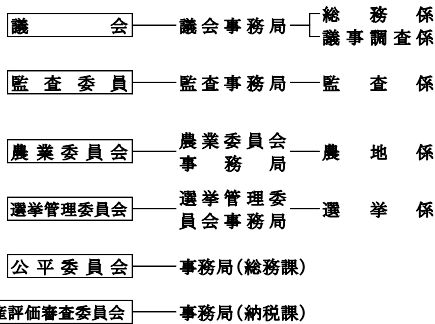 議会 議会事務局 総務係
議事調査係
監査委員 監査事務局 監査係
農業委員会 農業委員会事務局 農地係
選挙管理委員会 選挙管理委員会事務局 選挙係
公平委員会 事務局(総務課)
産評価審査委員会 事務局(納税課)